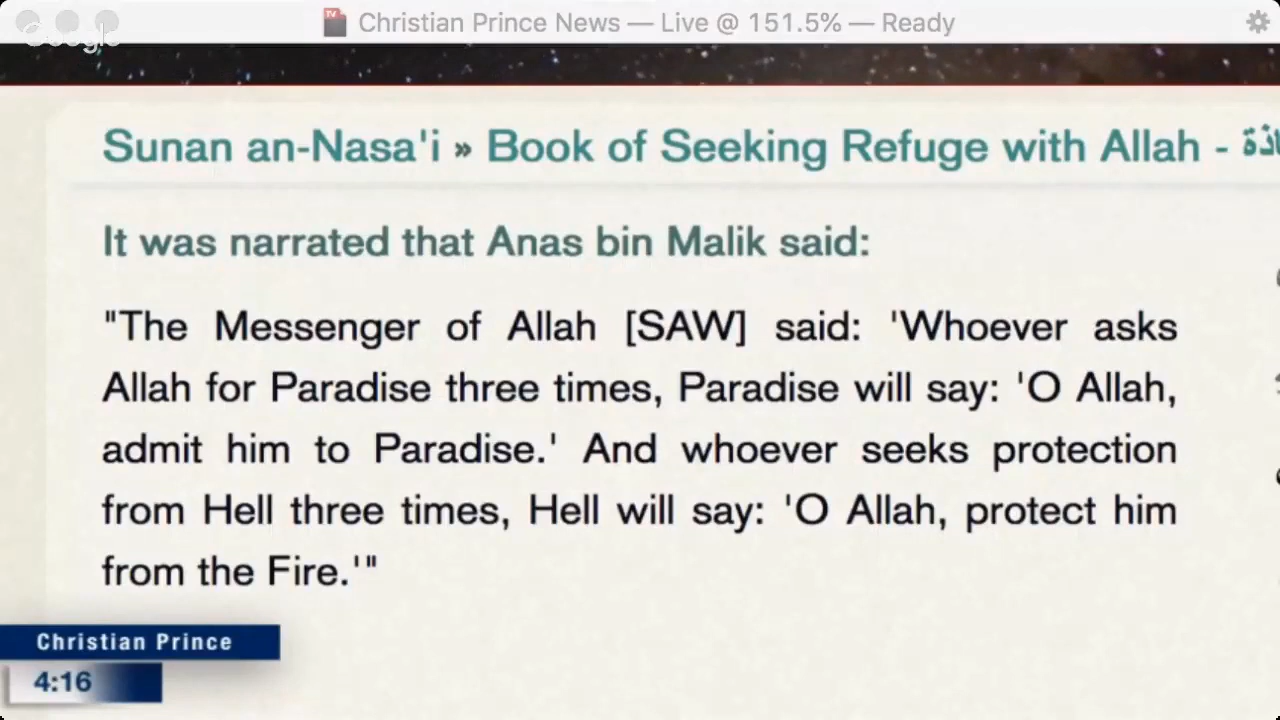 Christian Prince News — Live @ 151.5% — Ready
Google
Sunan an-Nasa'i » Book of Seeking Refuge with Allah -
It was narrated that Anas bin Malik said:
"The Messenger of Allah [SAW] said: 'Whoever asks
Allah for Paradise three times, Paradise will say: 'O Allah,
admit him to Paradise.' And whoever seeks protection
from Hell three times, Hell will say: 'O Allah, protect him
from the Fire.'"
Christian Prince
4:16